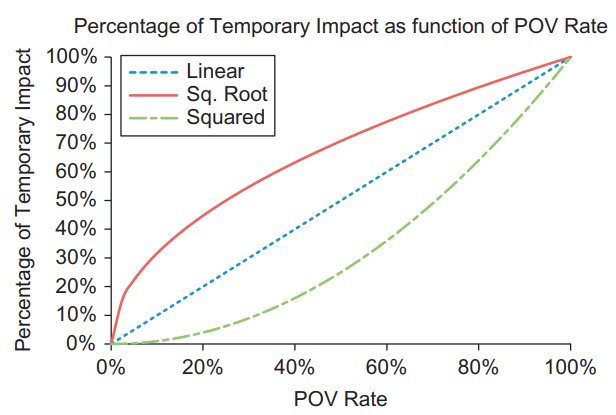 Percentage of Temporary Impact as function of POV Rate
Percentage of Temporary Impact
100%
90%
80%
70%
60%
50%
40%
30%
20%
10%
0%
Linear
Sq. Root
Squared
0%
20%
40%
60%
80%
100%
POV Rate